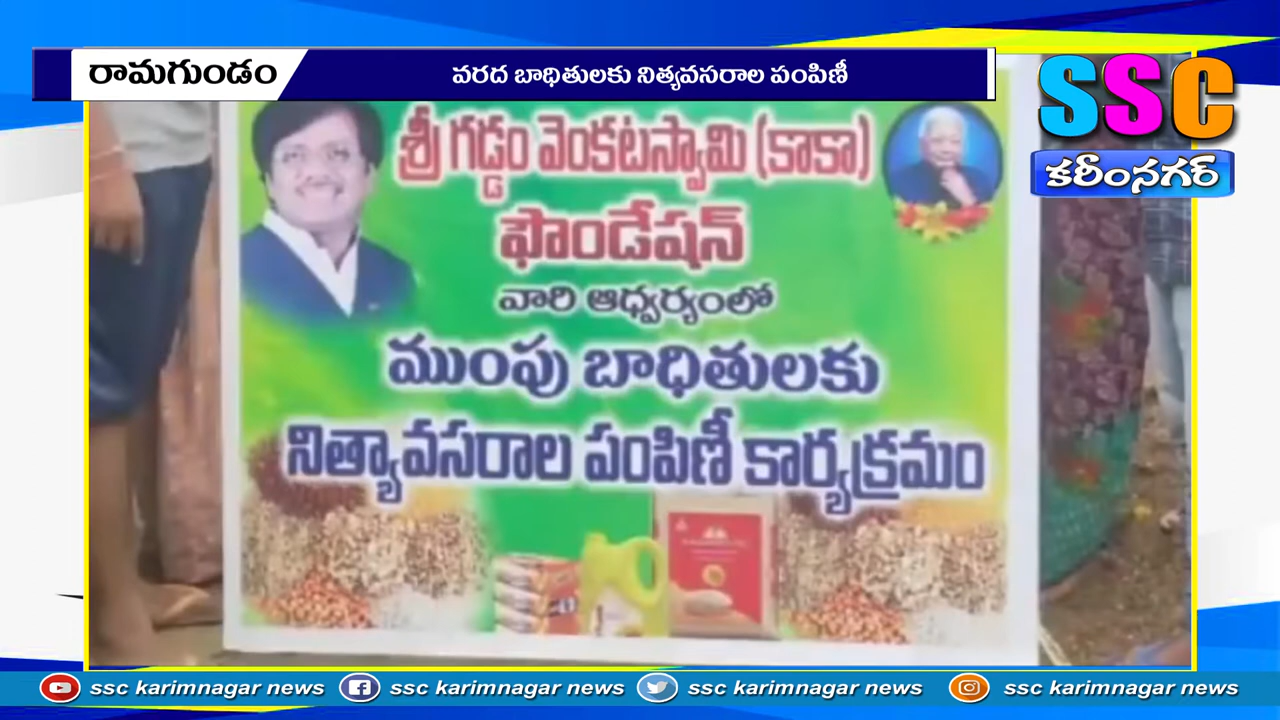 రామగుండం
వరద బాధితులకు నిత్యవసరాల పంపిణీ
SSC
కరీంనగర్
శ్రీ గడ్డం వెంకటస్వామి (కాకా)
ఫౌండేషన్
వారి ఆధ్వర్యంలో
ముంపు బాధితులకు
నిత్యావసరాల పంపిణీ కార్యక్రమం
ssc karimnagar news
ssc karimnagar news
ssc karimnagar news
ssc karimnagar news